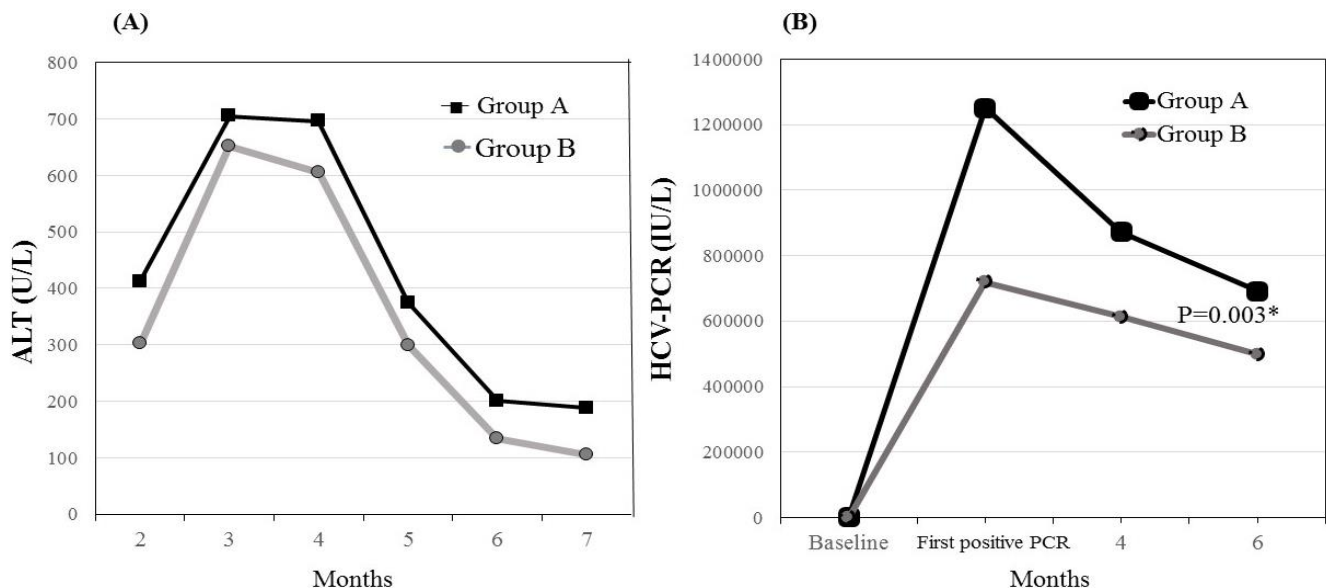 (A)
ALT (U/L)
800
700
600
500
400
300
200
100
0
Group A
Group B
2 3 4 5 6 7
Months
(B)
HCV-PCR (IU/L)
1400000
1200000
1000000
800000
600000
400000
200000
0
Group A
Group B
P=0.003*
Baseline First positive PCR 4 6
Months